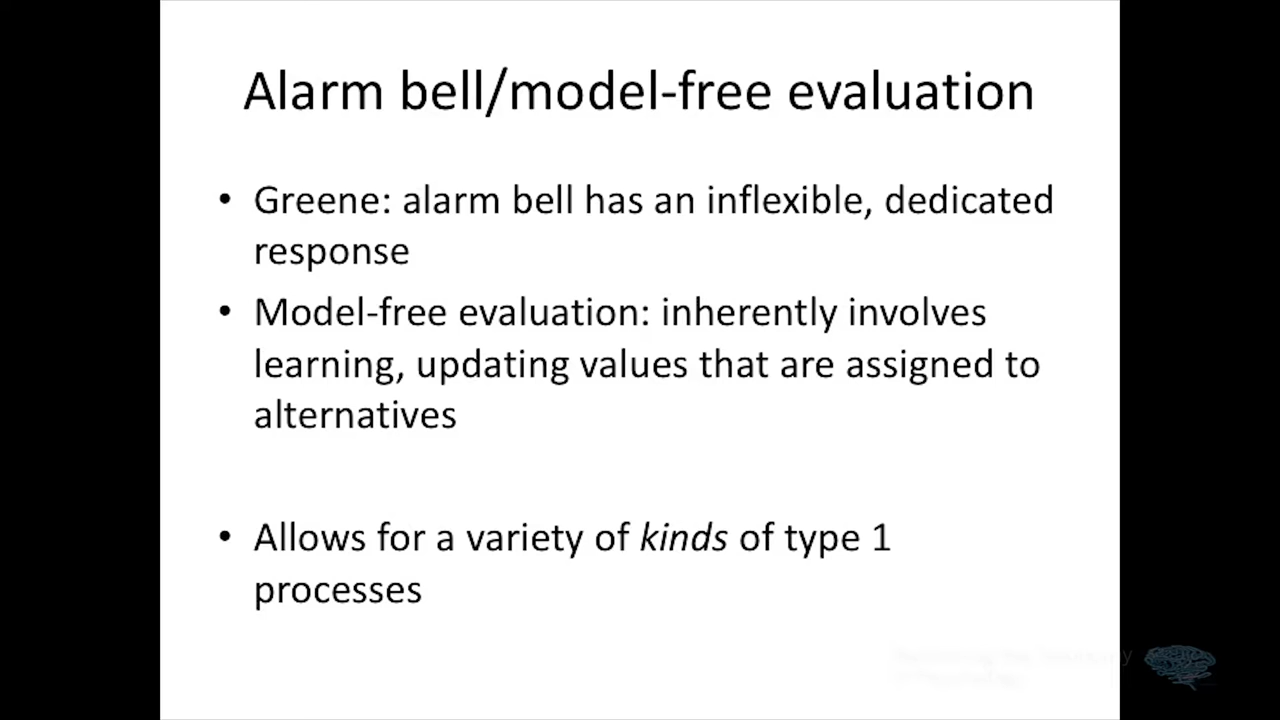 Alarm bell/model-free evaluation
• Greene: alarm bell has an inflexible, dedicated
response
• Model-free evaluation: inherently involves
learning, updating values that are assigned to
alternatives
• Allows for a variety of kinds of type 1
processes